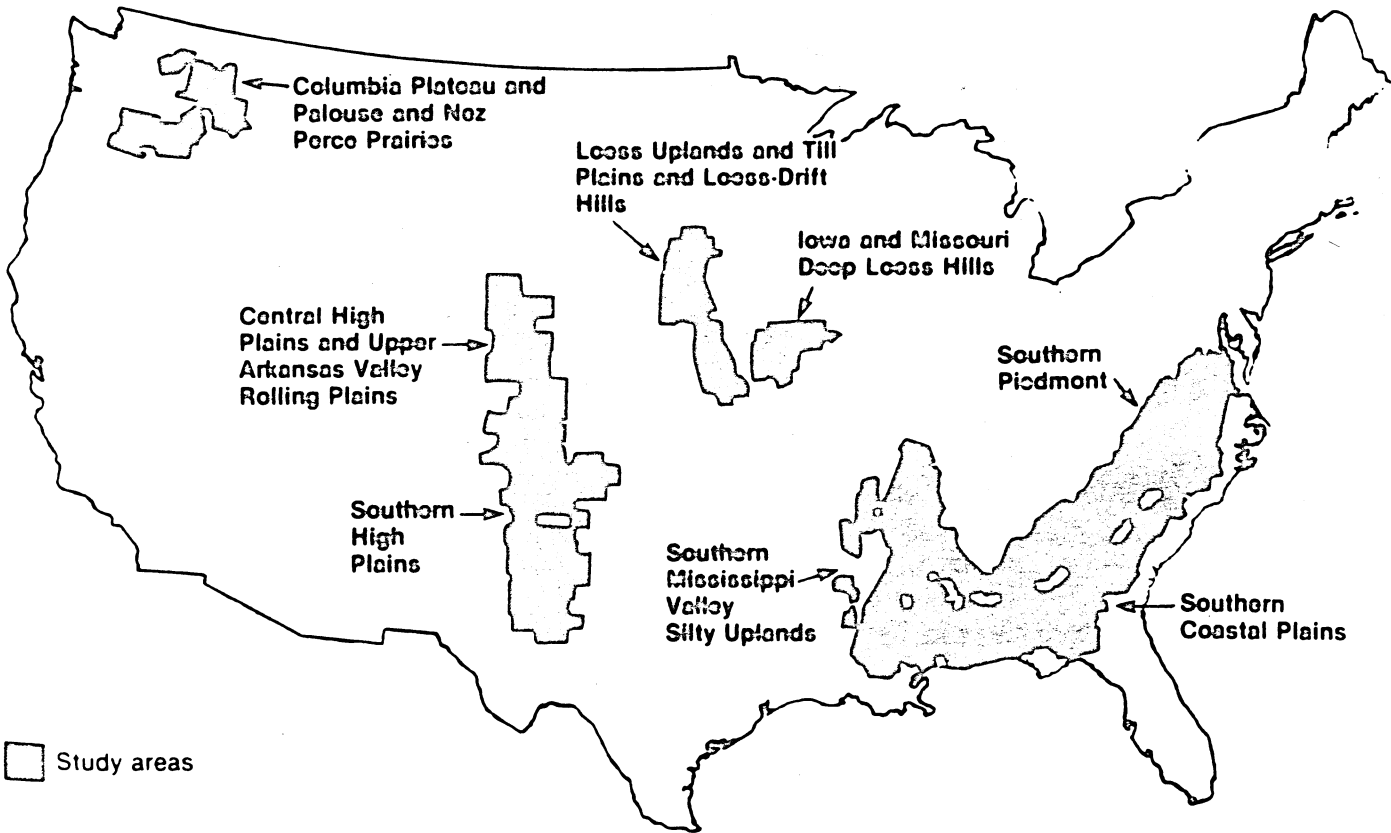 Columbia Plateau and
Palouse and Nez
Perce Prairies
Loess Uplands and Till
Plains and Loess-Drift
Hills
Iowa and Missouri
Deep Loess Hills
Central High
Plains and Upper
Arkansas Valley
Rolling Plains
Southern
Piedmont
Southern
High
Plains
Southern
Mississippi
Valley
Silty Uplands
Southern
Coastal Plains
Study areas